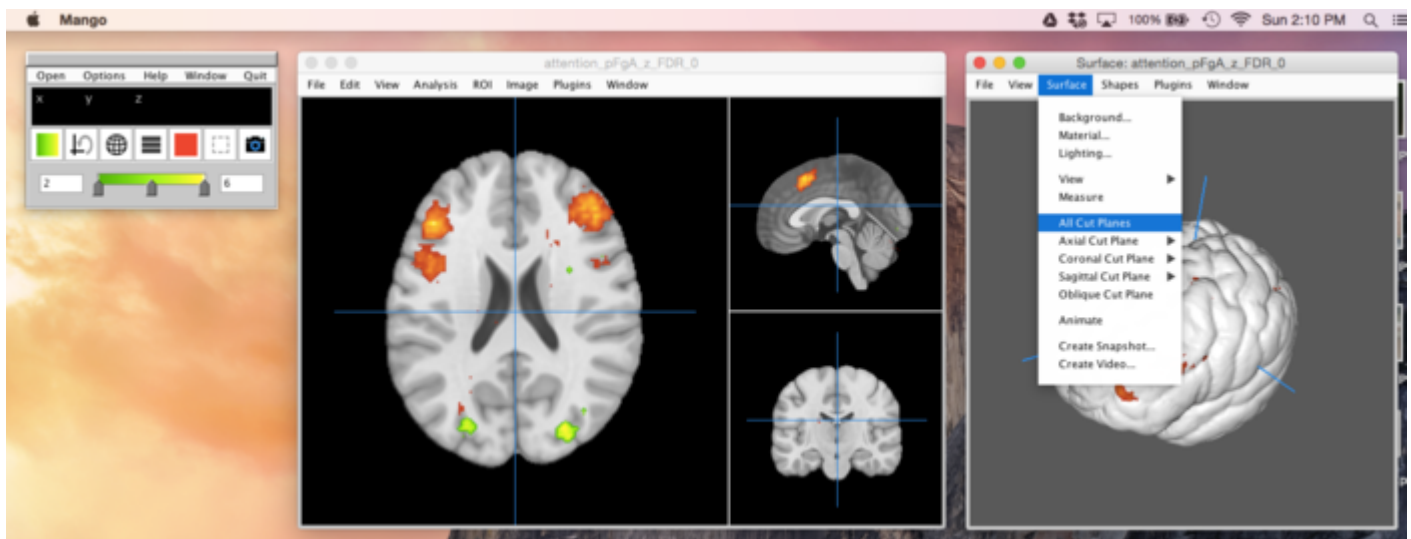 Mango
100%
Sun 2:10 PM
Open Options Help Window Quit
x y z
2
6
attention_pFgA_z_FDR_0
File Edit View Analysis ROI Image Plugins Window
Surface: attention_pFgA_z_FDR_0
File View Surface Shapes Plugins Window
Background...
Material...
Lighting...
View
Measure
All Cut Planes
Axial Cut Plane
Coronal Cut Plane
Sagittal Cut Plane
Oblique Cut Plane
Animate
Create Snapshot...
Create Video...